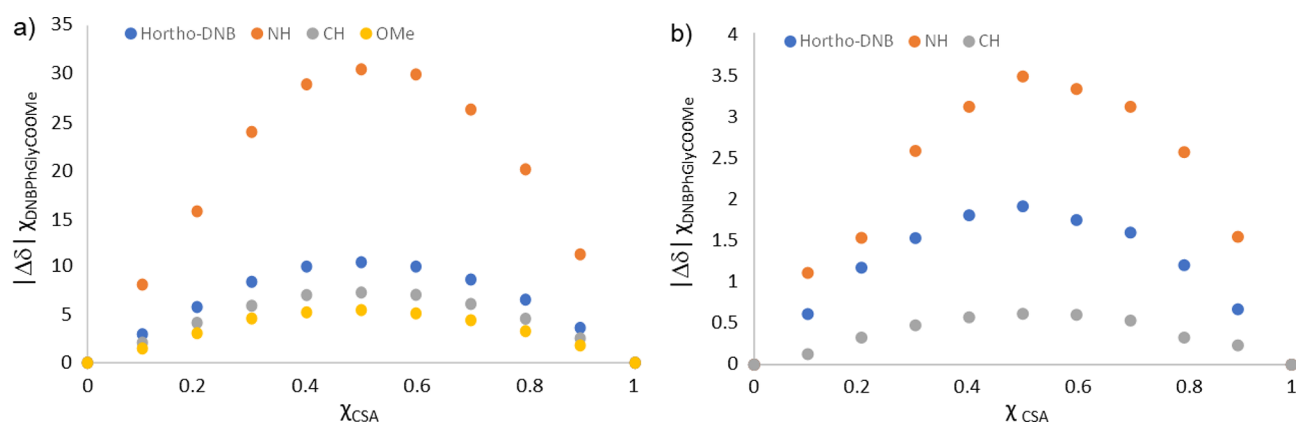 a)
Hortho-DNB NH CH OMe
|Δδ| χDNBPhGlyCOOMe
35
30
25
20
15
10
5
0
0 0.2 0.4 0.6 0.8 1
χCSA
b)
Hortho-DNB NH CH
|Δδ| χDNBPhGlyCOOMe
4
3.5
3
2.5
2
1.5
1
0.5
0
0 0.2 0.4 0.6 0.8 1
χ CSA